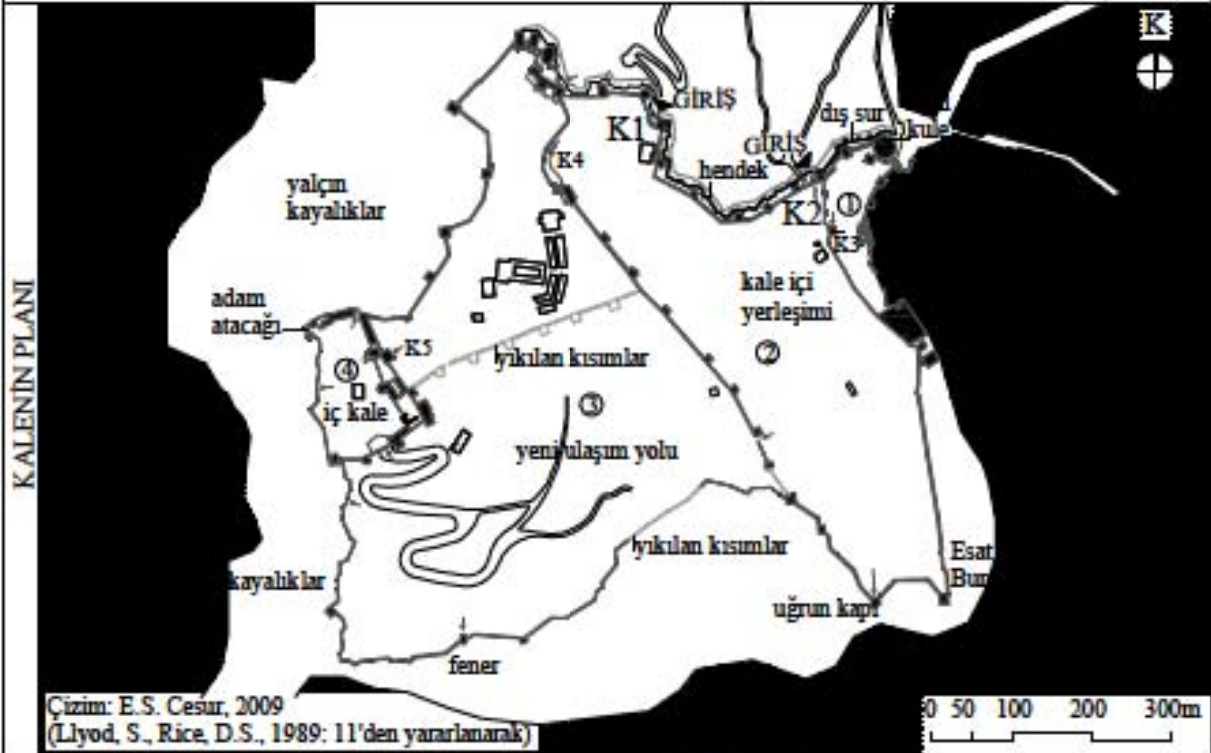 KALENİN PLANI
K
GİRİŞ
dış sur
kule
K1
GİRİŞ
hendek
K4
yalçın
kayalıklar
K2
1
K3
kale içi
yerleşimi
adam
atacağı
K5
yıkılan kısımlar
2
4
iç kale
3
yeni ulaşım yolu
yıkılan kısımlar
Esat
Bur
kayalıklar
uğrun kapı
fener
Çizim: E.S. Cesur, 2009
(Llyod, S., Rice, D.S., 1989: 11'den yararlanarak)
0 50 100 200 300m